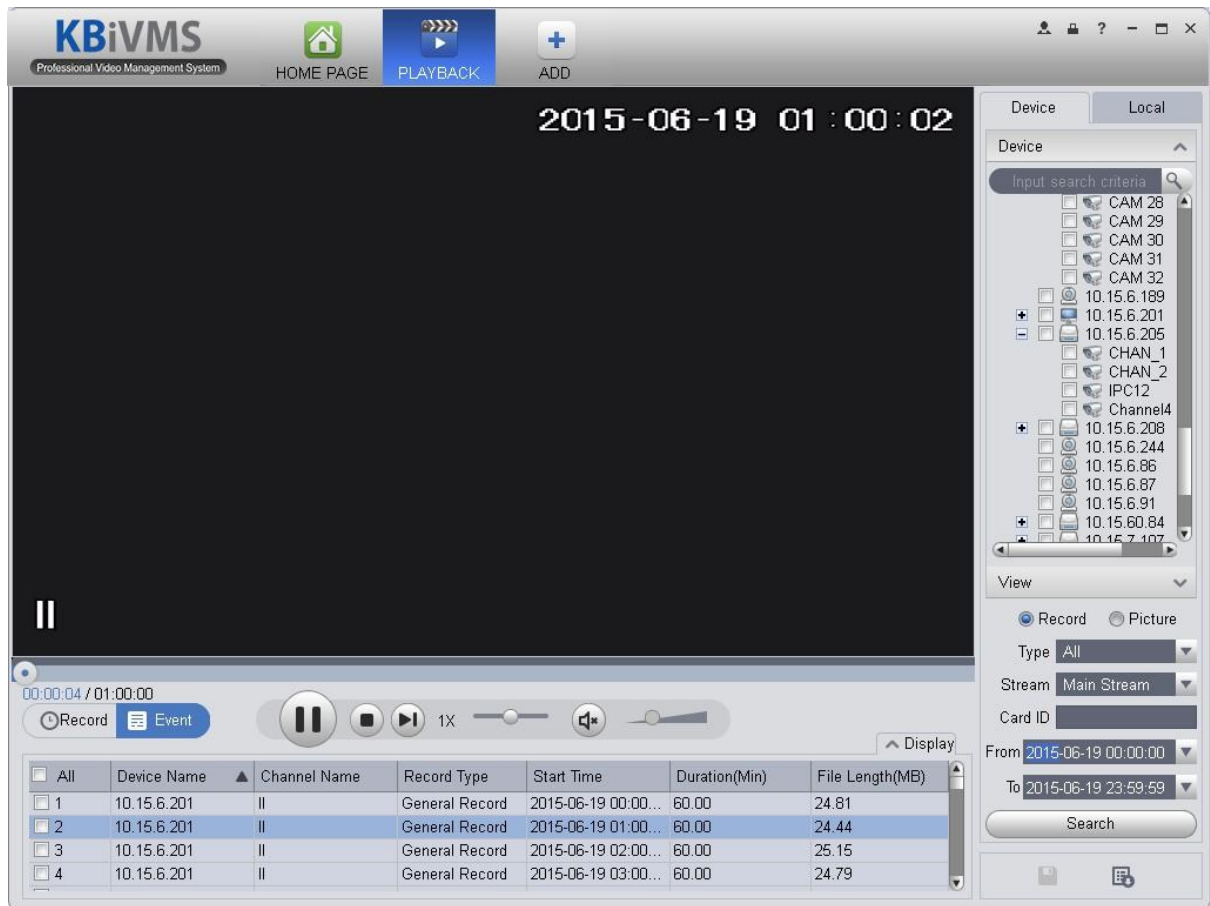 KBiVMS
Professional Video Management System
HOME PAGE
PLAYBACK
ADD
2015-06-19 01:00:02
Device Local
Device
Input search criteria
CAM 28
CAM 29
CAM 30
CAM 31
CAM 32
10.15.6.189
10.15.6.201
10.15.6.205
CHAN_1
CHAN_2
IPC12
Channel4
10.15.6.208
10.15.6.244
10.15.6.86
10.15.6.87
10.15.6.91
10.15.60.84
10.15.7.107
View
Record Picture
Type All
Stream Main Stream
Card ID
From 2015-06-19 00:00:00
To 2015-06-19 23:59:59
Search
00:00:04 / 01:00:00
Record Event
1X
Display
All Device Name Channel Name Record Type Start Time Duration(Min) File Length(MB)
1 10.15.6.201 II General Record 2015-06-19 00:00... 60.00 24.81
2 10.15.6.201 II General Record 2015-06-19 01:00... 60.00 24.44
3 10.15.6.201 II General Record 2015-06-19 02:00... 60.00 25.15
4 10.15.6.201 II General Record 2015-06-19 03:00... 60.00 24.79